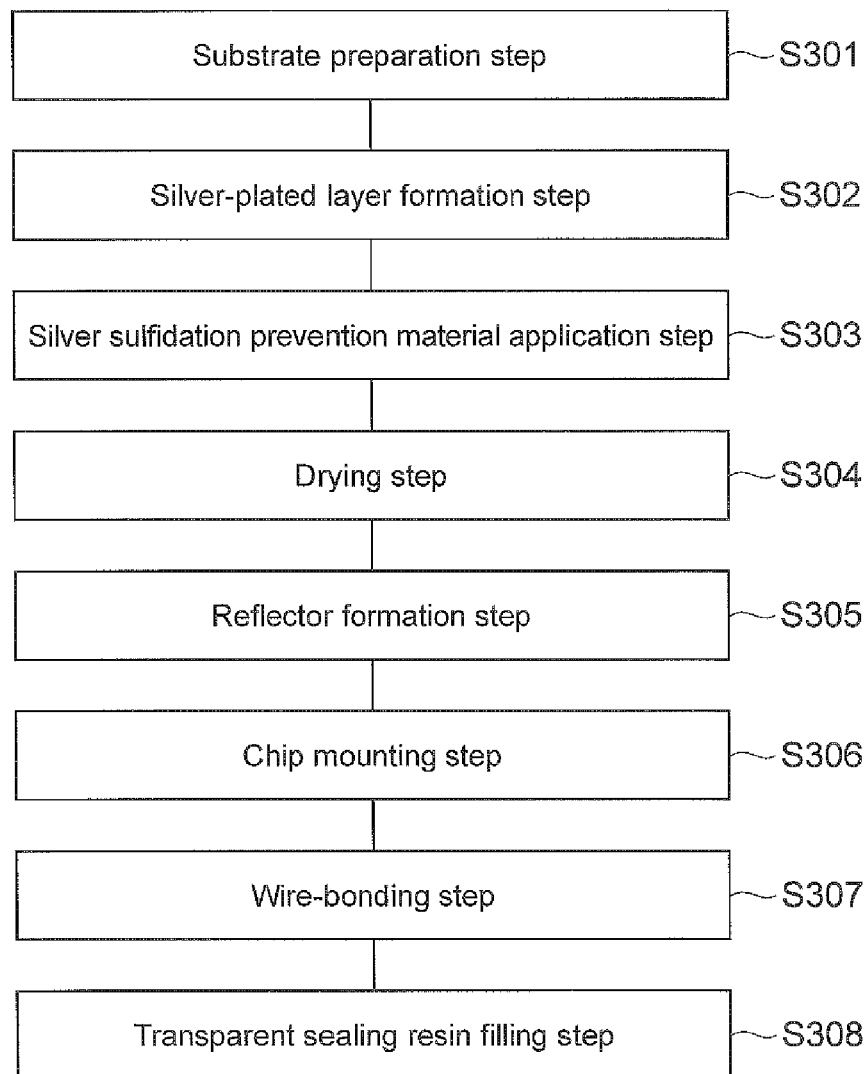 Substrate preparation step S301
Silver-plated layer formation step S302
Silver sulfidation prevention material application step S303
Drying step S304
Reflector formation step S305
Chip mounting step S306
Wire-bonding step S307
Transparent sealing resin filling step S308